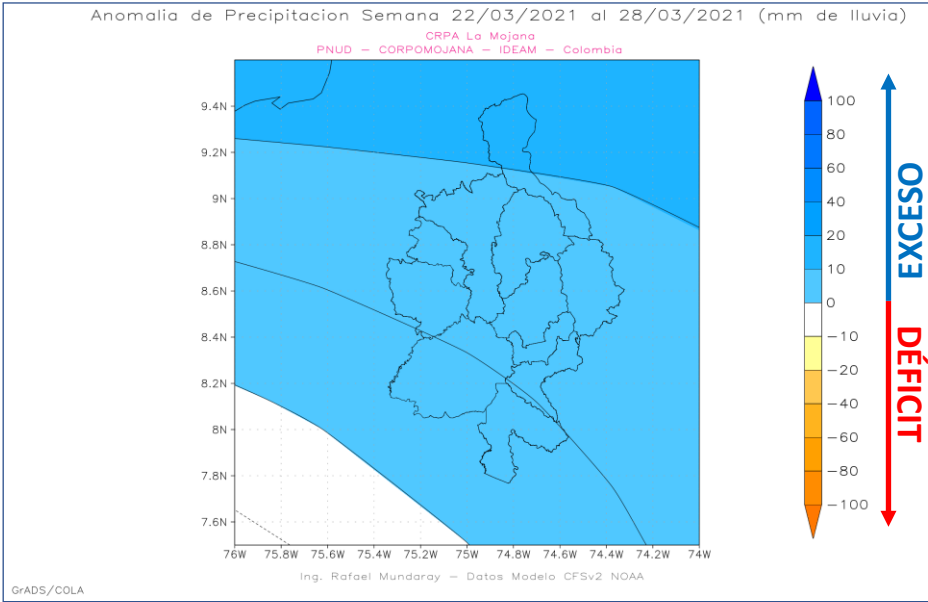 Anomalia de Precipitacion Semana 22/03/2021 al 28/03/2021 (mm de lluvia)
CRPA La Mojana
PNUD – CORPOMOJANA – IDEAM – Colombia
9.4N
9.2N
9N
8.8N
8.6N
8.4N
8.2N
8N
7.8N
7.6N
76W 75.8W 75.6W 75.4W 75.2W 75W 74.8W 74.6W 74.4W 74.2W 74W
100
80
60
40
20
10
0
−10
−20
−40
−60
−80
−100
EXCESO
DÉFICIT
Ing. Rafael Mundaray – Datos Modelo CFSv2 NOAA
GrADS/COLA